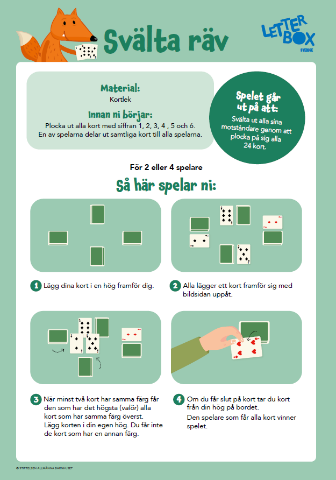 Svälta räv
LETTER
BOX
Material:
Kortlek
Innan ni börjar:
Plocka ut alla kort med siffran 1, 2, 3, 4, 5 och 6.
En av spelarna delar ut samtliga kort till alla spelarna.
Spelet går
ut på att:
Svälta ut alla sina
motståndare genom att
plocka på sig alla
24 kort.
För 2 eller 4 spelare
Så här spelar ni:
1 Lägg dina kort i en hög framför dig.
2 Alla lägger ett kort framför sig med
bildsidan uppåt.
3 När minst två kort har samma färg får
den som har det högsta (valör) alla
kort som har samma färg överst.
Lägg korten i din egen hög. Du får inte
de kort som har en annan färg.
4 Om du får slut på kort tar du kort
från din hög på bordet.
Den spelare som får alla kort vinner
spelet.